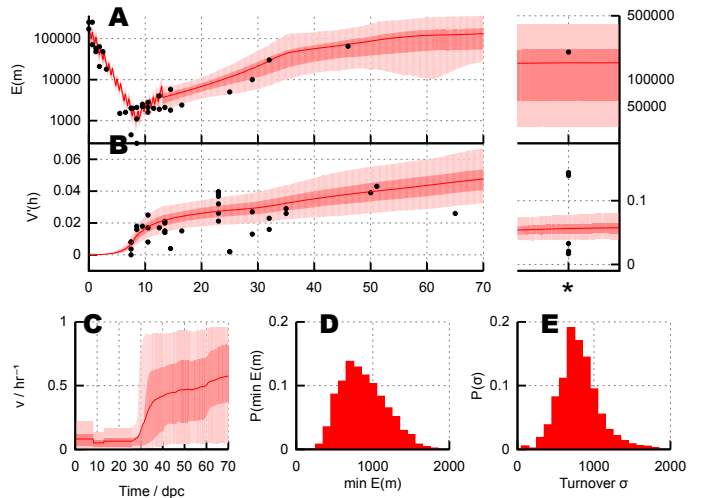 A
E(m)
100000
10000
1000
500000
100000
50000
B
V'(h)
0.06
0.04
0.02
0
0 10 20 30 40 50 60 70
0.1
0
*
C
v / hr⁻¹
1
0.5
0
0 10 20 30 40 50 60 70
Time / dpc
D
P(min E(m)
0.2
0.1
0
0 1000 2000
min E(m)
E
P(σ)
0.2
0.1
0
0 1000 2000
Turnover σ